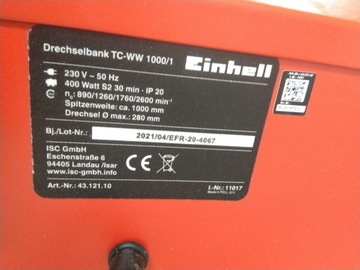 Drechselbank TC-WW 1000/1
Einhell
230 V ~ 50 Hz
400 Watt S2 30 min - IP 20
n₀: 890/1260/1760/2600 min⁻¹
Spitzenweite: ca. 1000 mm
Drechsel Ø max.: 280 mm
Bj./Lot-Nr.:
2021/04/EFR-20-4067
ISC GmbH
Eschenstraße 6
94405 Landau /Isar
www.isc-gmbh.info
CE
Art.-Nr.: 43.121.10
I.-Nr.: 11017